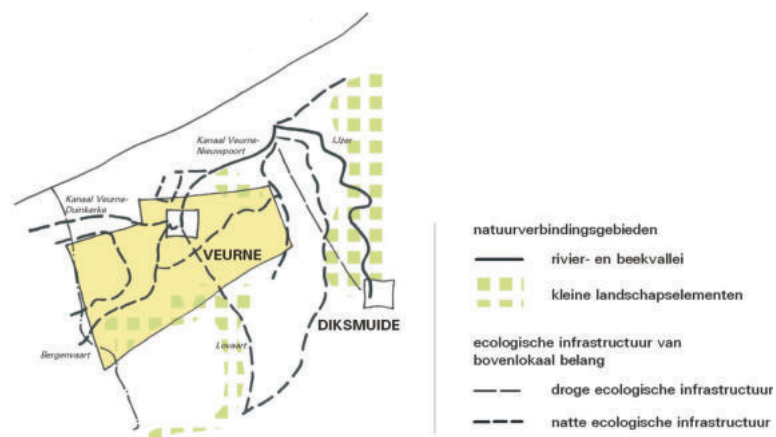 Kanaal Veurne-
Nieuwpoort
IJzer
Kanaal Veurne-
Duinkerke
VEURNE
DIKSMUIDE
Bergenvaart
Lovaart
natuurverbindingsgebieden
rivier- en beekvallei
kleine landschapselementen
ecologische infrastructuur van
bovenlokaal belang
droge ecologische infrastructuur
natte ecologische infrastructuur